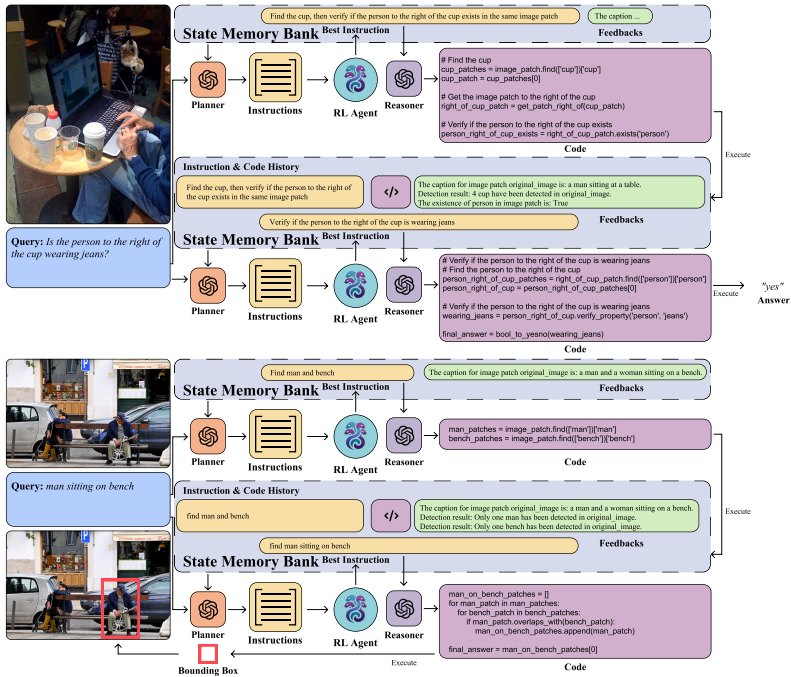 Find the cup, then verify if the person to the right of the cup exists in the same image patch
The caption ...
State Memory Bank
Best Instruction
Feedbacks
Planner
Instructions
RL Agent
Reasoner
# Find the cup
cup_patches = image_patch.find(['cup'])['cup']
cup_patch = cup_patches[0]
# Get the image patch to the right of the cup
right_of_cup_patch = get_patch_right_of(cup_patch)
# Verify if the person to the right of the cup exists
person_right_of_cup_exists = right_of_cup_patch.exists('person')
Code
Execute
Query: Is the person to the right of
the cup wearing jeans?
Instruction & Code History
Find the cup, then verify if the person to the right of
the cup exists in the same image patch
</>
The caption for image patch original_image is: a man sitting at a table.
Detection result: 4 cup have been detected in original_image.
The existence of person in image patch is: True
Verify if the person to the right of the cup is wearing jeans
Feedbacks
State Memory Bank
Best Instruction
Planner
Instructions
RL Agent
Reasoner
# Verify if the person to the right of the cup is wearing jeans
# Find the person to the right of the cup
person_right_of_cup_patches = right_of_cup_patch.find(['person'])['person']
person_right_of_cup = person_right_of_cup_patches[0]
# Verify if the person to the right of the cup is wearing jeans
wearing_jeans = person_right_of_cup.verify_property('person', 'jeans')
final_answer = bool_to_yesno(wearing_jeans)
Code
Execute
"yes"
Answer
Find man and bench
The caption for image patch original_image is: a man and a woman sitting on a bench.
State Memory Bank
Best Instruction
Feedbacks
Planner
Instructions
RL Agent
Reasoner
man_patches = image_patch.find(['man'])['man']
bench_patches = image_patch.find(['bench'])['bench']
Code
Execute
P
Query: man sitting on bench
Instruction & Code History
find man and bench
</>
The caption for image patch original_image is: a man and a woman sitting on a bench.
Detection result: Only one man has been detected in original_image.
Detection result: Only one bench has been detected in original_image.
find man sitting on bench
Feedbacks
State Memory Bank
Best Instruction
Planner
Instructions
RL Agent
Reasoner
man_on_bench_patches = []
for man_patch in man_patches:
for bench_patch in bench_patches:
if man_patch.overlaps_with(bench_patch):
man_on_bench_patches.append(man_patch)
final_answer = man_on_bench_patches[0]
Code
Execute
Bounding Box
P